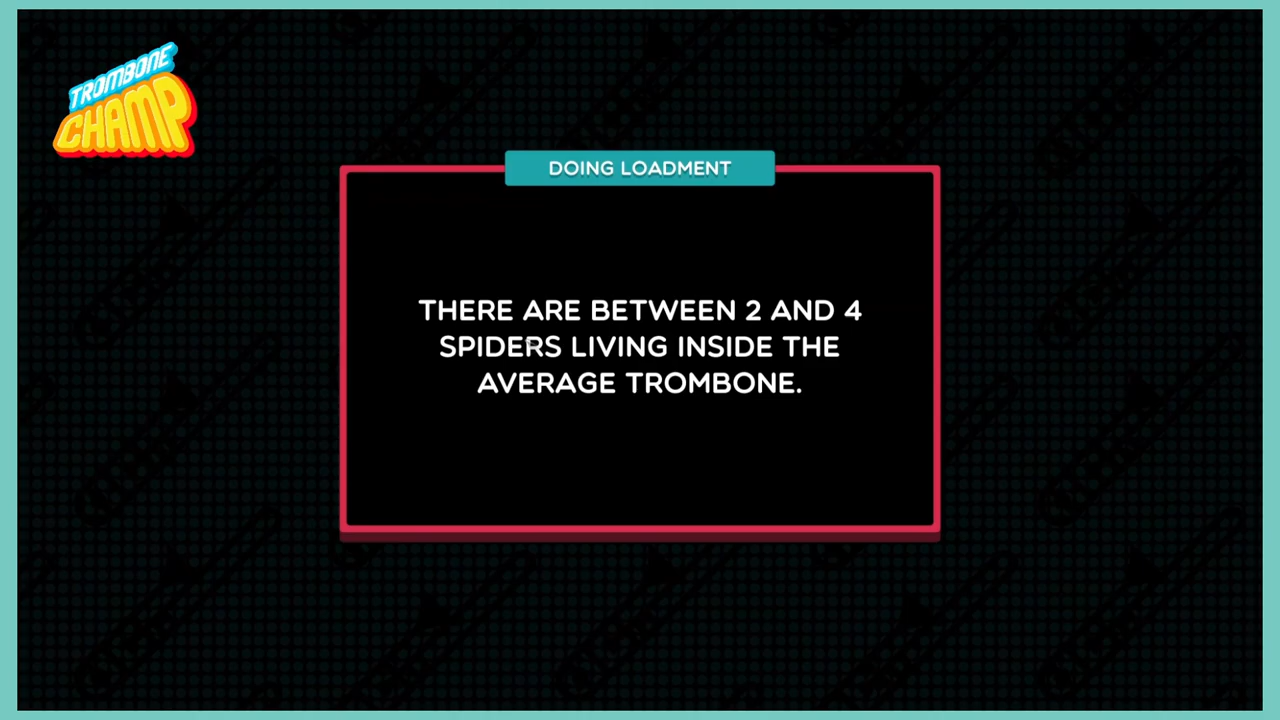 TROMBONE
CHAMP
DOING LOADMENT
THERE ARE BETWEEN 2 AND 4
SPIDERS LIVING INSIDE THE
AVERAGE TROMBONE.